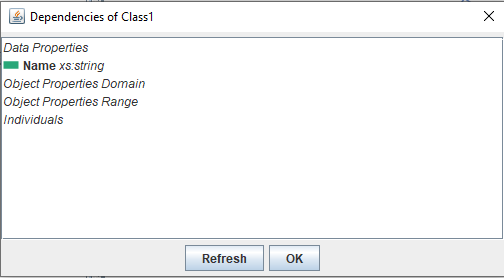 Dependencies of Class1
Data Properties
Name xs:string
Object Properties Domain
Object Properties Range
Individuals
Refresh OK